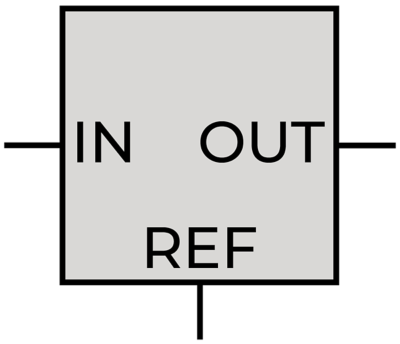 IN OUT
REF